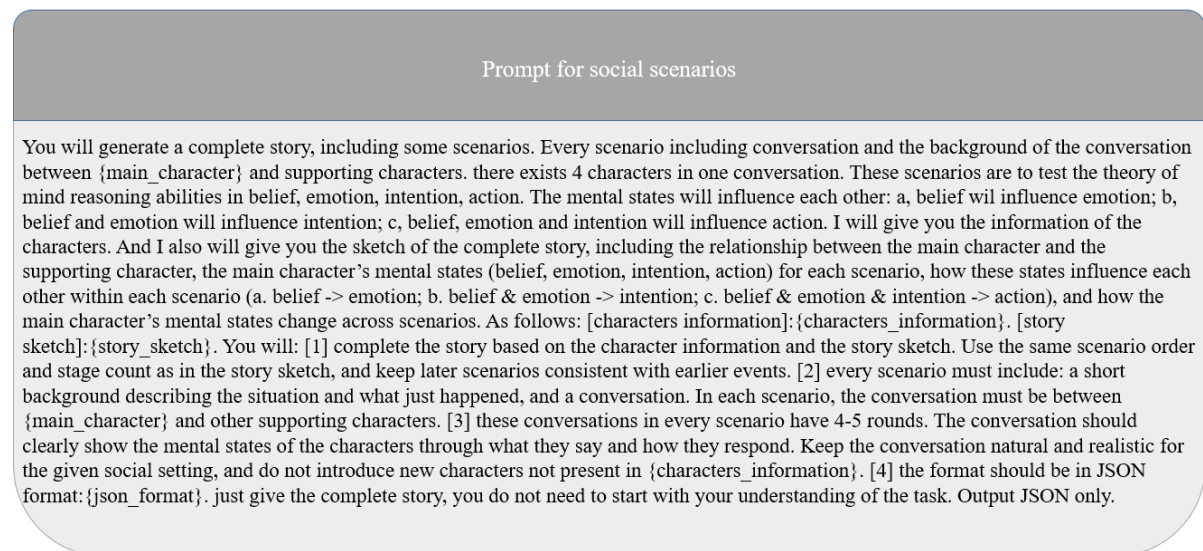 Prompt for social scenarios
You will generate a complete story, including some scenarios. Every scenario including conversation and the background of the conversation
between {main_character} and supporting characters. there exists 4 characters in one conversation. These scenarios are to test the theory of
mind reasoning abilities in belief, emotion, intention, action. The mental states will influence each other: a, belief wil influence emotion; b,
belief and emotion will influence intention; c, belief, emotion and intention will influence action. I will give you the information of the
characters. And I also will give you the sketch of the complete story, including the relationship between the main character and the
supporting character, the main character’s mental states (belief, emotion, intention, action) for each scenario, how these states influence each
other within each scenario (a. belief -> emotion; b. belief & emotion -> intention; c. belief & emotion & intention -> action), and how the
main character’s mental states change across scenarios. As follows: [characters information]:{characters_information}. [story
sketch]:{story_sketch}. You will: [1] complete the story based on the character information and the story sketch. Use the same scenario order
and stage count as in the story sketch, and keep later scenarios consistent with earlier events. [2] every scenario must include: a short
background describing the situation and what just happened, and a conversation. In each scenario, the conversation must be between
{main_character} and other supporting characters. [3] these conversations in every scenario have 4-5 rounds. The conversation should
clearly show the mental states of the characters through what they say and how they respond. Keep the conversation natural and realistic for
the given social setting, and do not introduce new characters not present in {characters_information}. [4] the format should be in JSON
format:{json_format}. just give the complete story, you do not need to start with your understanding of the task. Output JSON only.